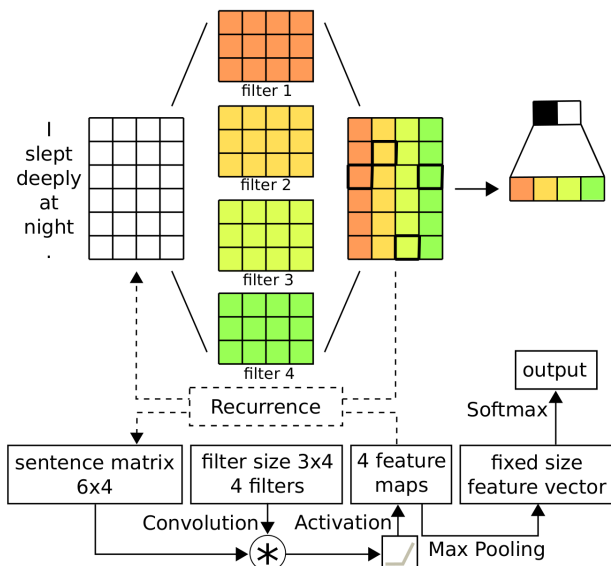 filter 1
I
slept
deeply
at
night
.
filter 2
filter 3
filter 4
Recurrence
output
Softmax
sentence matrix
6x4
filter size 3x4
4 filters
4 feature
maps
fixed size
feature vector
Convolution
Activation
*
Max Pooling